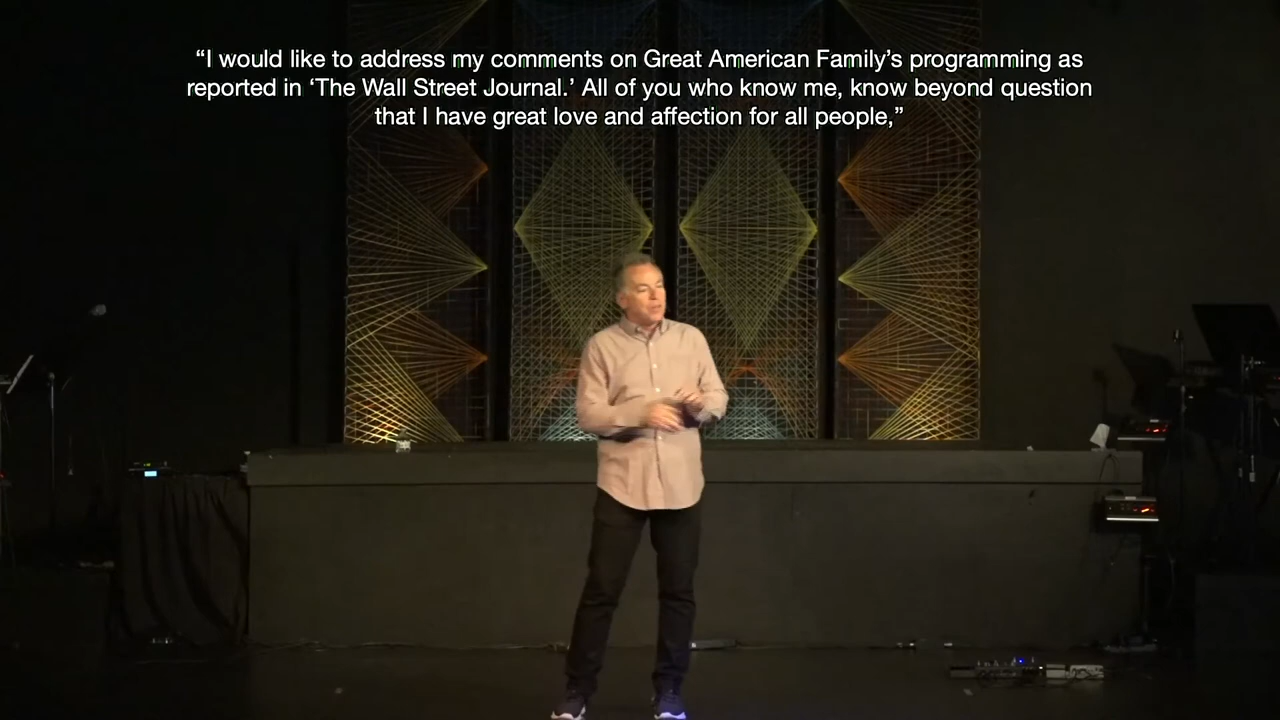 “I would like to address my comments on Great American Family’s programming as
reported in ‘The Wall Street Journal.’ All of you who know me, know beyond question
that I have great love and affection for all people,”